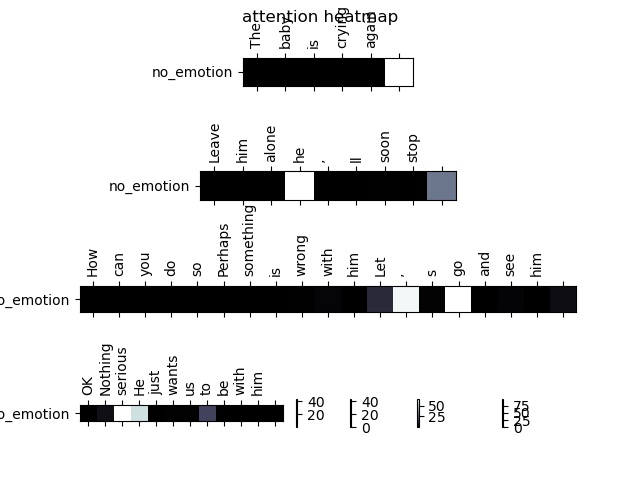 attention heatmap
The baby is crying again
no_emotion
Leave him alone he , ll soon stop
no_emotion
How can you do so Perhaps something is wrong with him Let , s go and see him
o_emotion
OK Nothing serious He just wants us to be with him
o_emotion
40 40 50 75
20 20 25 50
0 25
0